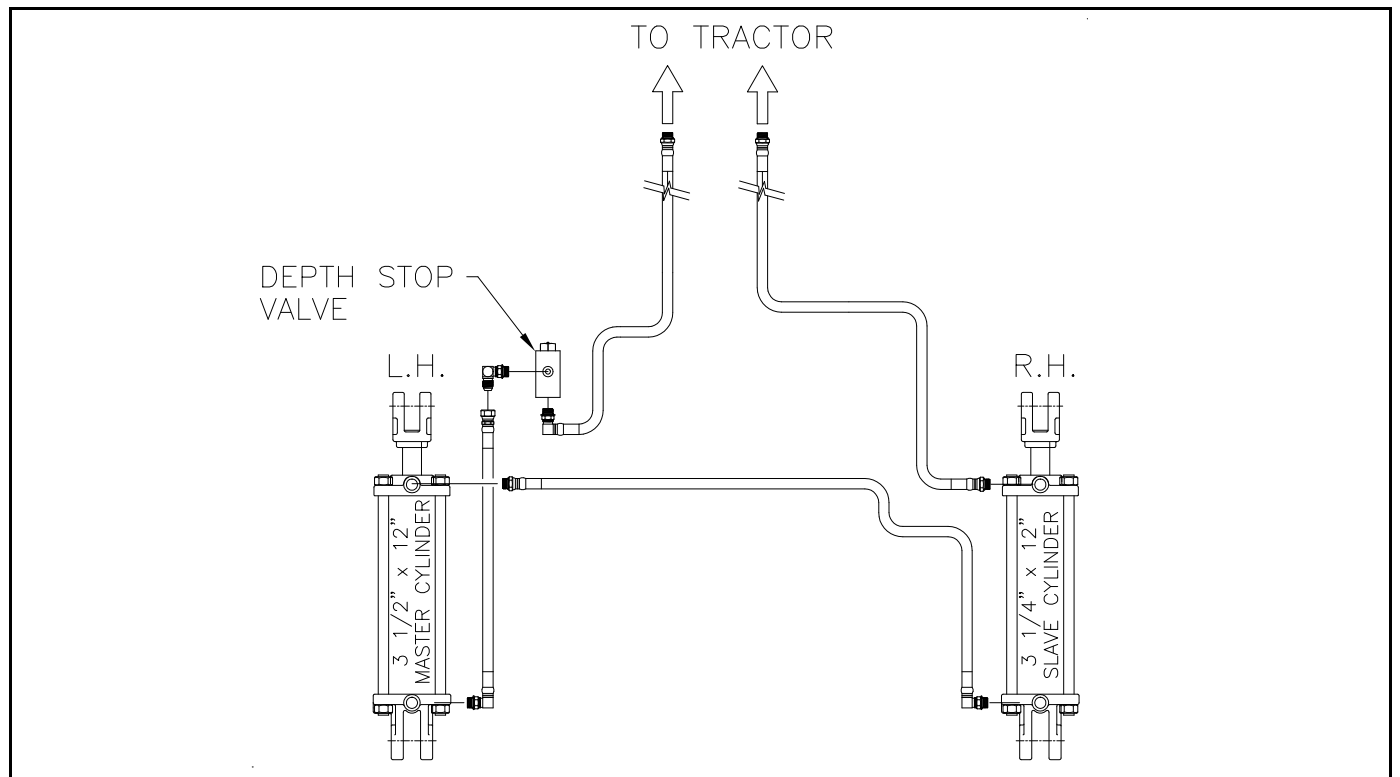 TO TRACTOR
DEPTH STOP
VALVE
L.H.
R.H.
3 1/2" x 12"
MASTER CYLINDER
3 1/4" x 12"
SLAVE CYLINDER